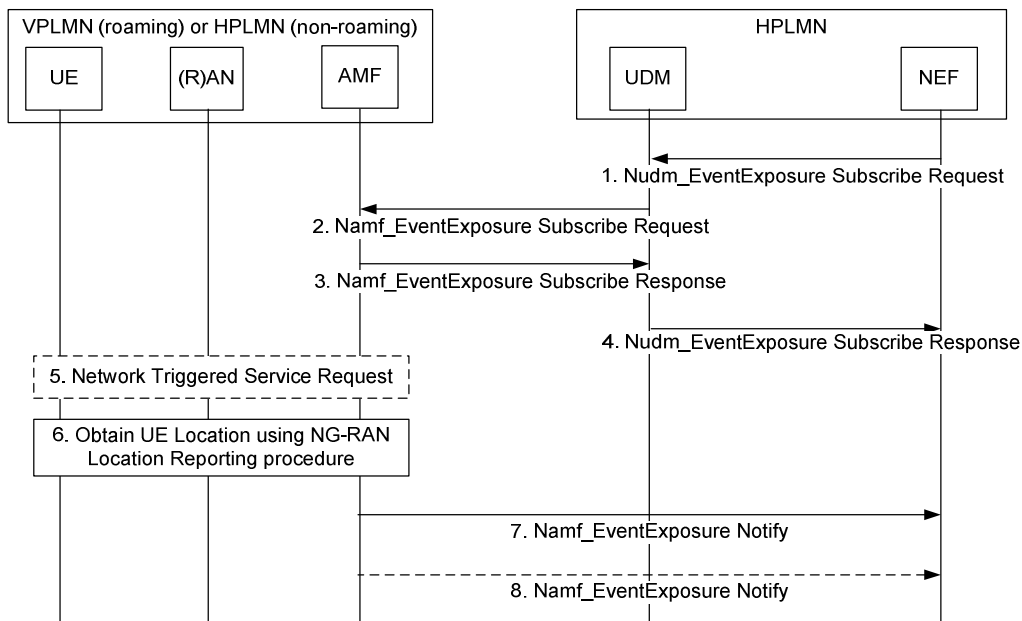 VPLMN (roaming) or HPLMN (non-roaming)
HPLMN
UE
(R)AN
AMF
UDM
NEF
1. Nudm_EventExposure Subscribe Request
2. Namf_EventExposure Subscribe Request
3. Namf_EventExposure Subscribe Response
4. Nudm_EventExposure Subscribe Response
5. Network Triggered Service Request
6. Obtain UE Location using NG-RAN
Location Reporting procedure
7. Namf_EventExposure Notify
8. Namf_EventExposure Notify